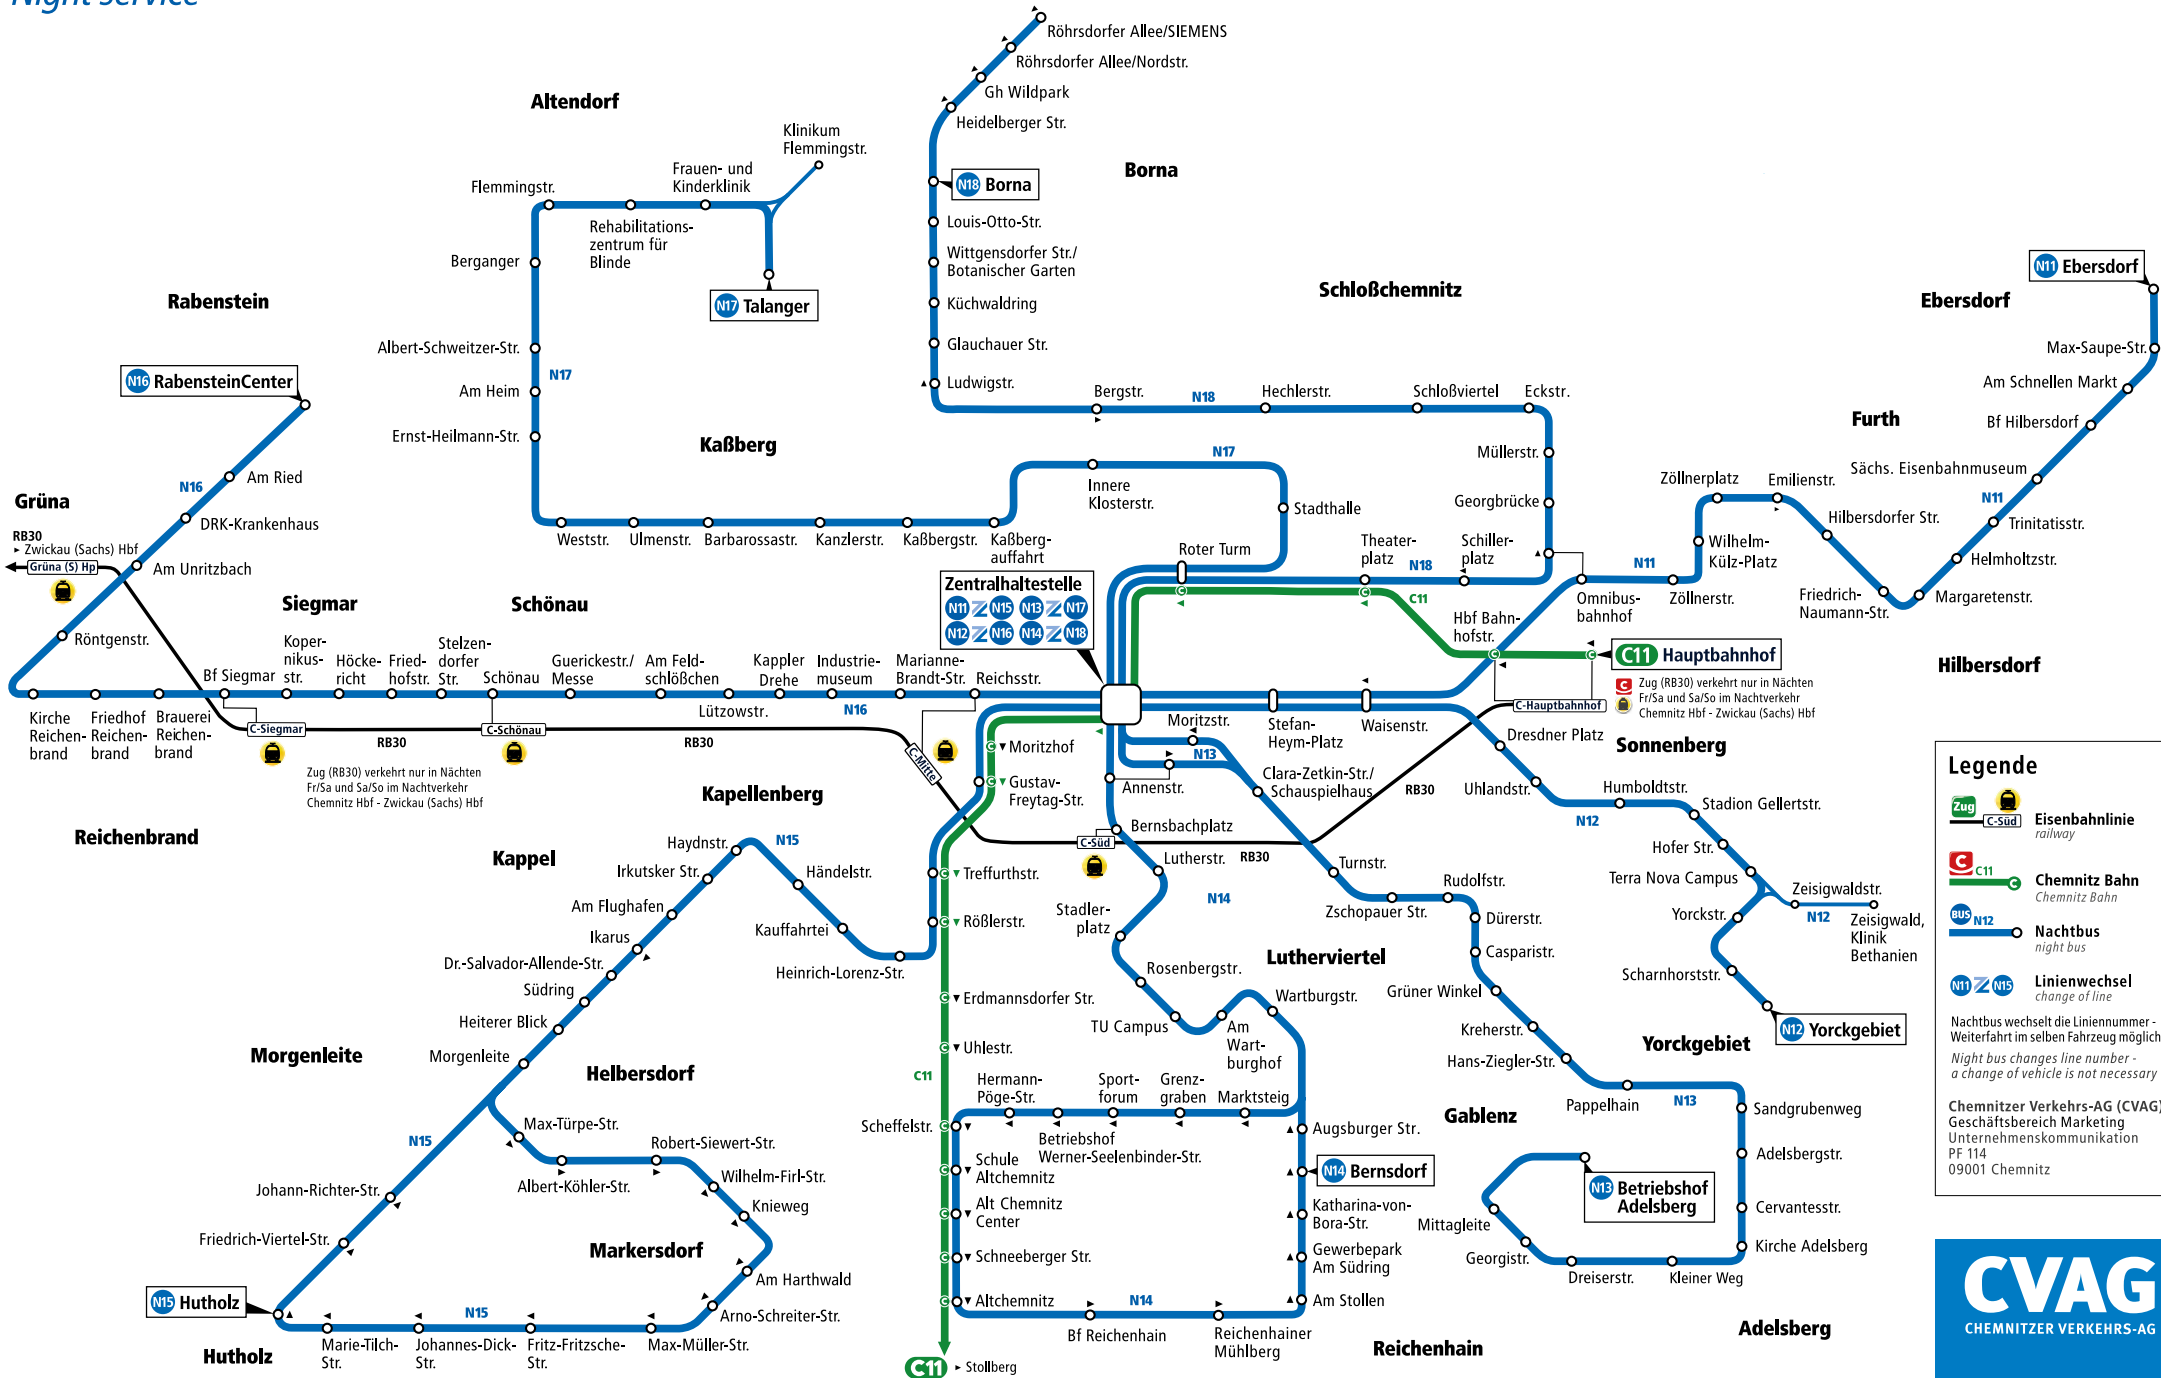 Night service
Röhrsdorfer Allee/SIEMENS
Röhrsdorfer Allee/Nordstr.
Gh Wildpark
Heidelberger Str.
Altendorf
Klinikum
Flemmingstr.
Borna
Frauen- und
Kinderklinik
Flemmingstr.
N18 Borna
Rehabilitations-
zentrum für
Blinde
Louis-Otto-Str.
Wittgensdorfer Str./
Botanischer Garten
Berganger
N11 Ebersdorf
Rabenstein
N17 Talanger
Küchwaldring
Schloßchemnitz
Ebersdorf
Albert-Schweitzer-Str.
Glauchauer Str.
Max-Saupe-Str.
N16 RabensteinCenter
N17
Am Heim
Ludwigstr.
Bergstr.
N18
Hechlerstr.
Schloßviertel
Eckstr.
Am Schnellen Markt
Ernst-Heilmann-Str.
Kaßberg
Furth
Bf Hilbersdorf
N17
Müllerstr.
Sächs. Eisenbahnmuseum
Am Ried
N16
Innere
Klosterstr.
Zöllnerplatz
Emilienstr.
N11
Grüna
DRK-Krankenhaus
Stadthalle
Georgbrücke
Hilbersdorfer Str.
Trinitatisstr.
RB30
Zwickau (Sachs) Hbf
Grüna (S) Hp
Weststr.
Ulmenstr.
Barbarossastr.
Kanzlerstr.
Kaßbergstr.
Kaßberg-
auffahrt
Roter Turm
Theater-
platz
Schiller-
platz
N18
Wilhelm-
Külz-Platz
Helmholtzstr.
Am Unritzbach
N11
Zentralhaltestelle
N11 N15 N13 N17
N12 N16 N14 N18
C11
Omnibus-
bahnhof
Zöllnerstr.
Friedrich-
Naumann-Str.
Margaretenstr.
Siegmar
Schönau
Hbf Bahn-
hofstr.
Röntgenstr.
C11 Hauptbahnhof
Hilbersdorf
Bf Siegmar
Koper-
nikus-
str.
Höcke-
richt
Fried-
hofstr.
Stelzen-
dorfer
Str.
Schönau
Guerickestr./
Messe
Am Feld-
schlößchen
Lützowstr.
Kappler
Drehe
Industrie-
museum
N16
Marianne-
Brandt-Str.
Reichsstr.
Zug (RB30) verkehrt nur in Nächten
Fr/Sa und Sa/So im Nachtverkehr
Chemnitz Hbf - Zwickau (Sachs) Hbf
C-Hauptbahnhof
Kirche
Reichen-
brand
Friedhof
Reichen-
brand
Brauerei
Reichen-
brand
C-Siegmar
RB30
C-Schönau
RB30
C-Mitte
Moritzhof
Moritzstr.
Stefan-
Heym-Platz
Waisenstr.
Dresdner Platz
Sonnenberg
N13
Zug (RB30) verkehrt nur in Nächten
Fr/Sa und Sa/So im Nachtverkehr
Chemnitz Hbf - Zwickau (Sachs) Hbf
Kapellenberg
Gustav-
Freytag-Str.
Annenstr.
Clara-Zetkin-Str./
Schauspielhaus
RB30
Uhlandstr.
Humboldtstr.
Stadion Gellertstr.
Reichenbrand
N12
Bernsbachplatz
C-Süd
RB30
Kappel
Haydnstr.
N15
Irkutsker Str.
Händelstr.
Treffurthstr.
Lutherstr.
Turnstr.
Hofer Str.
Terra Nova Campus
Zeisigwaldstr.
N12
Zeisigwald,
Klinik
Bethanien
Am Flughafen
Kauffahrtei
Rößlerstr.
Stadler-
platz
N14
Zschopauer Str.
Rudolfstr.
Dürerstr.
Yorckstr.
Ikarus
Dr.-Salvador-Allende-Str.
Heinrich-Lorenz-Str.
Lutherviertel
Casparistr.
Scharnhorststr.
Südring
Erdmannsdorfer Str.
Rosenbergstr.
Wartburgstr.
Grüner Winkel
Heiterer Blick
TU Campus
Am
Wart-
burghof
Kreherstr.
N12 Yorckgebiet
Morgenleite
Morgenleite
Uhlestr.
Hans-Ziegler-Str.
Yorckgebiet
Helbersdorf
C11
Hermann-
Pöge-Str.
Sport-
forum
Grenz-
graben
Marktsteig
Pappelhain
N13
Sandgrubenweg
Max-Türpe-Str.
N15
Robert-Siewert-Str.
Scheffelstr.
Betriebshof
Werner-Seelenbinder-Str.
Augsburger Str.
Gablenz
Adelsbergstr.
Albert-Köhler-Str.
Wilhelm-Firl-Str.
Schule
Altchemnitz
N14 Bernsdorf
N13 Betriebshof
Adelsberg
Johann-Richter-Str.
Knieweg
Alt Chemnitz
Center
Katharina-von-
Bora-Str.
Mittagleite
Cervantesstr.
Friedrich-Viertel-Str.
Markersdorf
Schneeberger Str.
Gewerbepark
Am Südring
Georgistr.
Kirche Adelsberg
Am Harthwald
Dreiserstr.
Kleiner Weg
N15 Hutholz
N15
Arno-Schreiter-Str.
Altchemnitz
N14
Am Stollen
Hutholz
Marie-Tilch-
Str.
Johannes-Dick-
Str.
Fritz-Fritzsche-
Str.
Max-Müller-Str.
Bf Reichenhain
Reichenhainer
Mühlberg
Reichenhain
Adelsberg
C11 Stollberg
Legende
Zug
C-Süd
Eisenbahnlinie
railway
C C11
Chemnitz Bahn
Chemnitz Bahn
BUS N12
Nachtbus
night bus
N11 N15
Linienwechsel
change of line
Nachtbus wechselt die Liniennummer -
Weiterfahrt im selben Fahrzeug möglich
Night bus changes line number -
a change of vehicle is not necessary
Chemnitzer Verkehrs-AG (CVAG)
Geschäftsbereich Marketing
Unternehmenskommunikation
PF 114
09001 Chemnitz
CVAG
CHEMNITZER VERKEHRS-AG